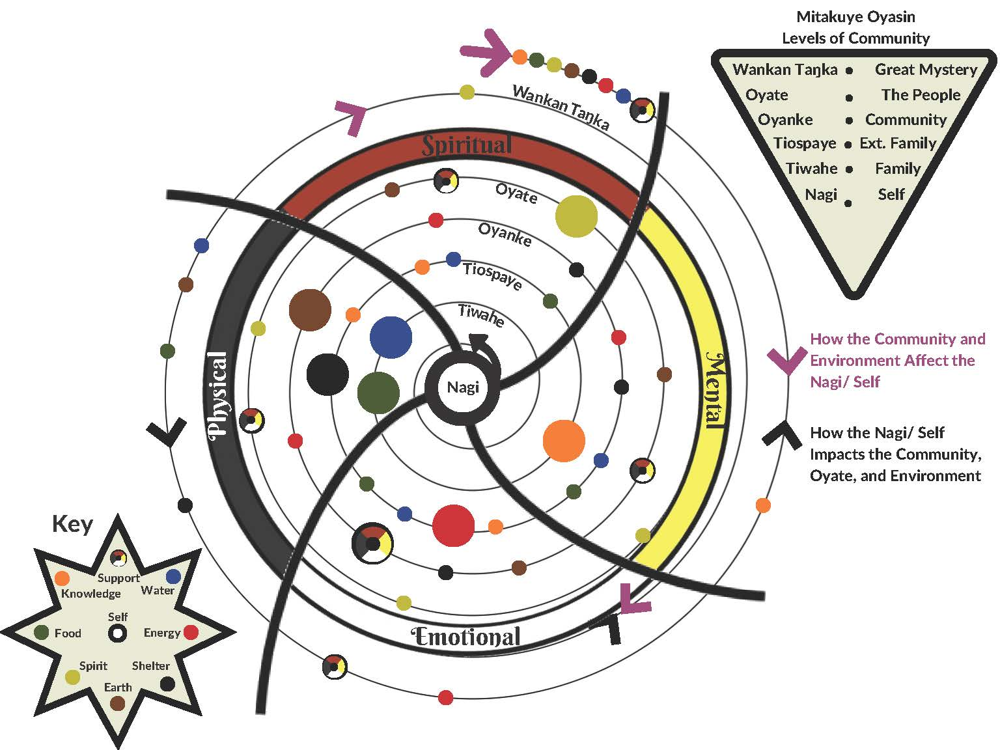 Mitakuye Oyasin
Levels of Community
Wankan Taŋka • Great Mystery
Oyate • The People
Oyanke • Community
Tiospaye • Ext. Family
Tiwahe • Family
Nagi • Self
Wankan Taŋka
Spiritual
Oyate
Oyanke
Tiospaye
Tiwahe
Nagi
Physical
Mental
Emotional
How the Community and
Environment Affect the
Nagi/ Self
How the Nagi/ Self
Impacts the Community,
Oyate, and Environment
Key
Support
Knowledge
Water
Self
Food
Energy
Spirit
Shelter
Earth